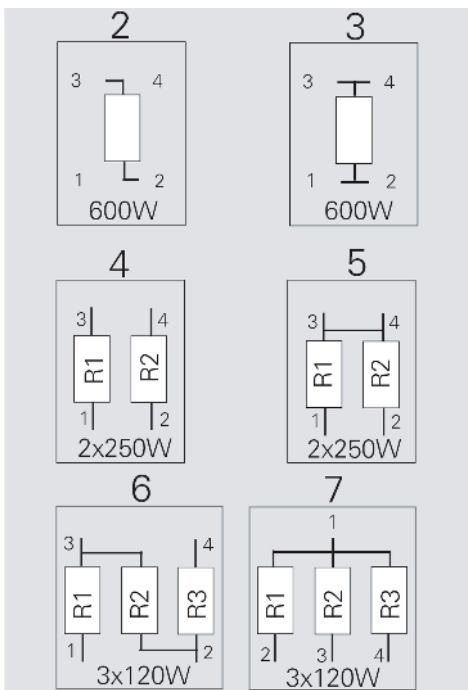 2 3
3 4 3 4
1 2 1 2
600W 600W
4 5
3 4 3 4
R1 R2 R1 R2
1 2 1 2
2x250W 2x250W
6 7
1
3 4
R1 R2 R3 R1 R2 R3
1 2 2 3 4
3x120W 3x120W